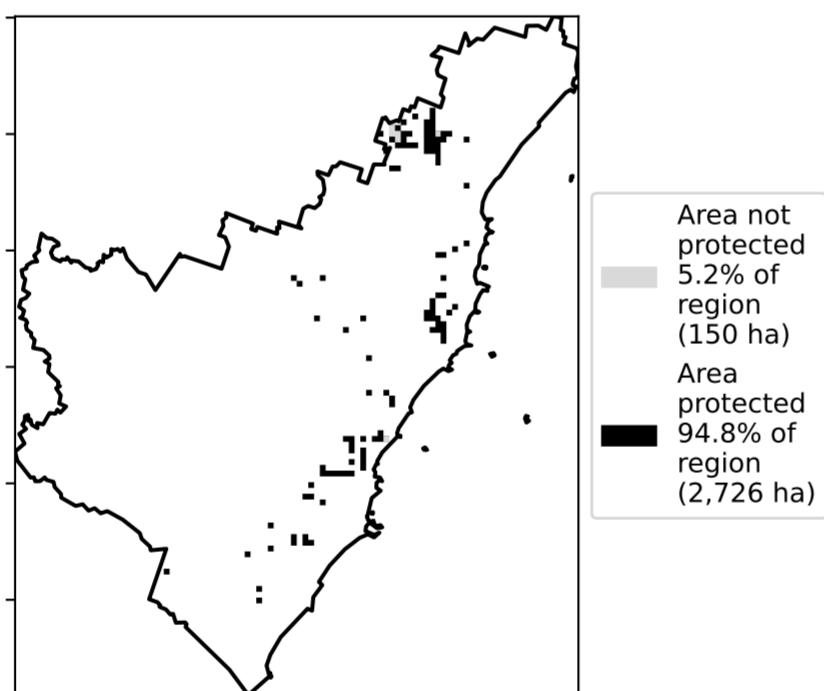 Area not
protected
5.2% of
region
(150 ha)
Area
protected
94.8% of
region
(2,726 ha)